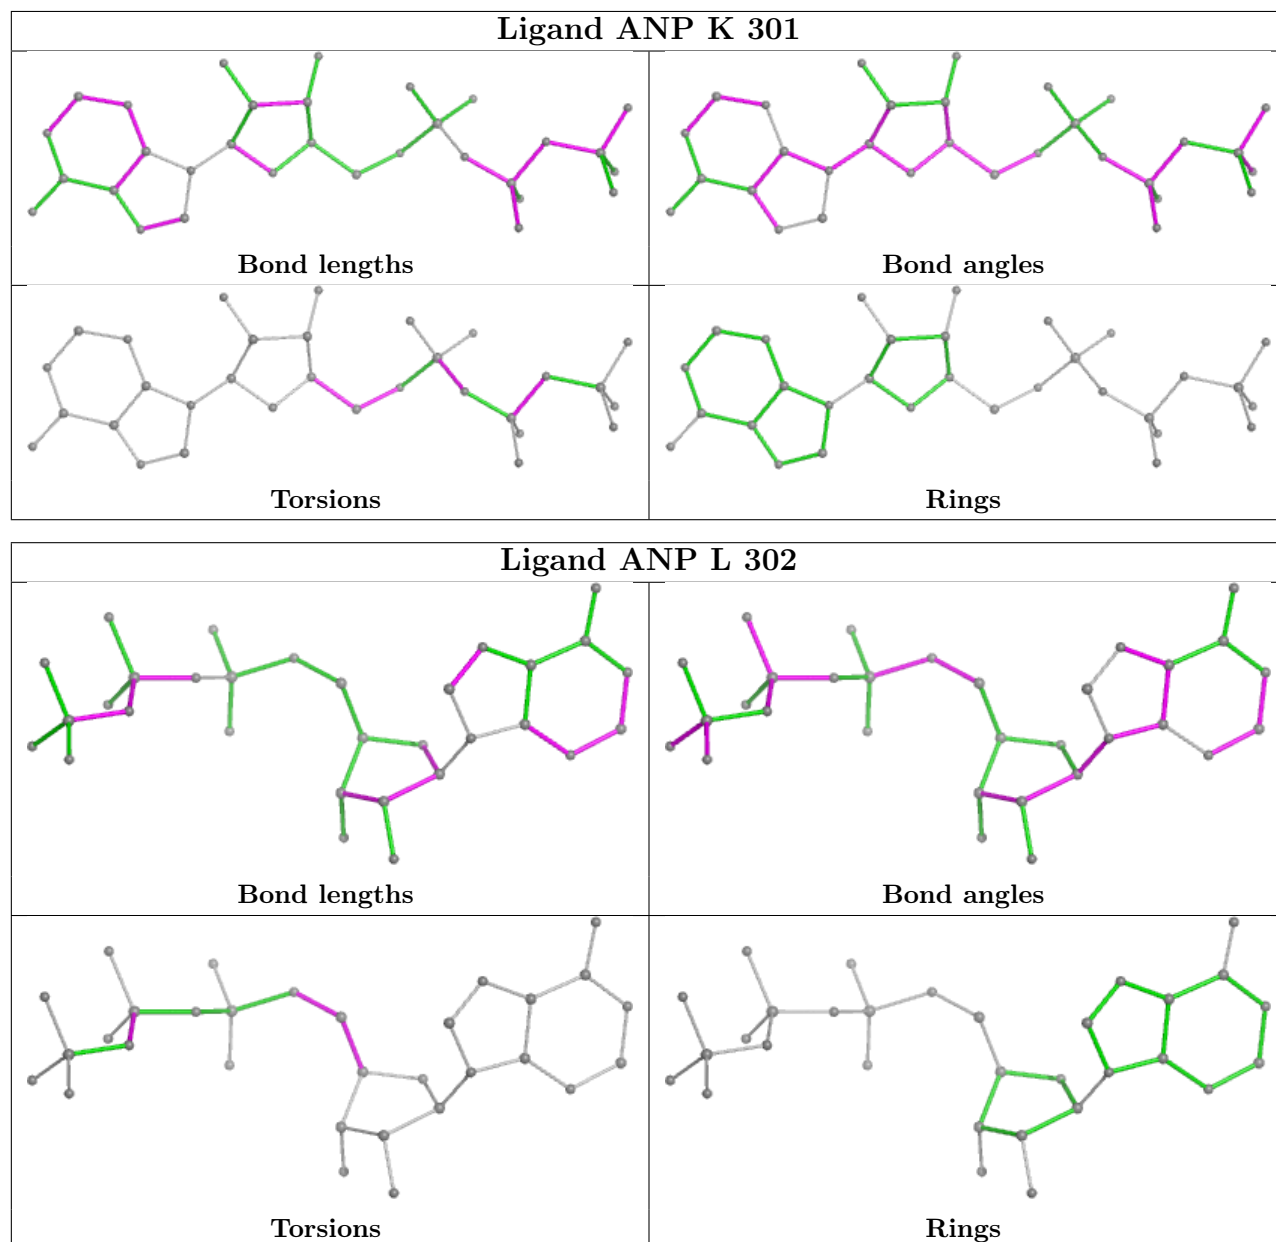 Ligand ANP K 301
Bond lengths
Bond angles
Torsions
Rings
Ligand ANP L 302
Bond lengths
Bond angles
Torsions
Rings